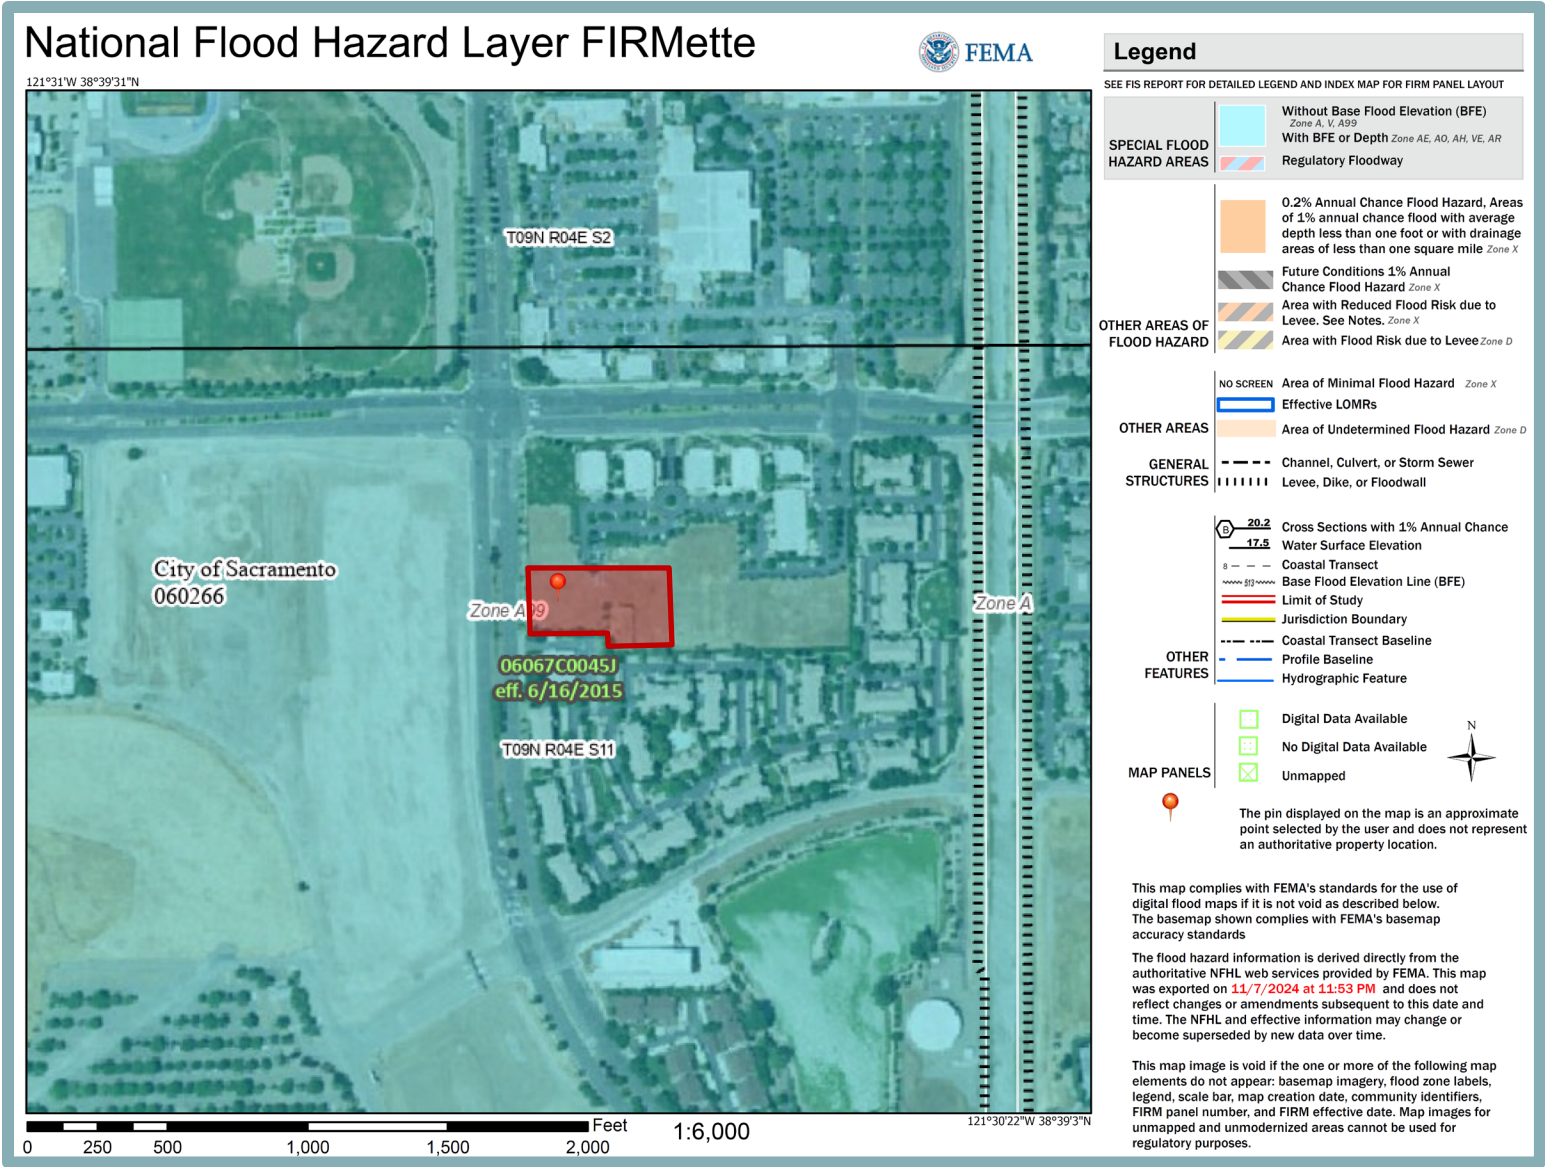 National Flood Hazard Layer FIRMette
FEMA
121°31'W 38°39'31"N
T09N R04E S2
City of Sacramento
060266
Zone A99
Zone A
06067C0045J
eff. 6/16/2015
T09N R04E S11
121°30'22"W 38°39'3"N
Feet
1:6,000
0 250 500 1,000 1,500 2,000
Legend
SEE FIS REPORT FOR DETAILED LEGEND AND INDEX MAP FOR FIRM PANEL LAYOUT
SPECIAL FLOOD
HAZARD AREAS
Without Base Flood Elevation (BFE)
Zone A, V, A99
With BFE or Depth Zone AE, AO, AH, VE, AR
Regulatory Floodway
0.2% Annual Chance Flood Hazard, Areas
of 1% annual chance flood with average
depth less than one foot or with drainage
areas of less than one square mile Zone X
Future Conditions 1% Annual
Chance Flood Hazard Zone X
Area with Reduced Flood Risk due to
Levee. See Notes. Zone X
OTHER AREAS OF
FLOOD HAZARD
Area with Flood Risk due to Levee Zone D
NO SCREEN Area of Minimal Flood Hazard Zone X
Effective LOMRs
OTHER AREAS
Area of Undetermined Flood Hazard Zone D
GENERAL
STRUCTURES
Channel, Culvert, or Storm Sewer
Levee, Dike, or Floodwall
B 20.2 Cross Sections with 1% Annual Chance
17.5 Water Surface Elevation
8 Coastal Transect
513 Base Flood Elevation Line (BFE)
Limit of Study
Jurisdiction Boundary
Coastal Transect Baseline
OTHER
FEATURES
Profile Baseline
Hydrographic Feature
Digital Data Available
No Digital Data Available
N
MAP PANELS
Unmapped
The pin displayed on the map is an approximate
point selected by the user and does not represent
an authoritative property location.
This map complies with FEMA's standards for the use of
digital flood maps if it is not void as described below.
The basemap shown complies with FEMA's basemap
accuracy standards
The flood hazard information is derived directly from the
authoritative NFHL web services provided by FEMA. This map
was exported on 11/7/2024 at 11:53 PM and does not
reflect changes or amendments subsequent to this date and
time. The NFHL and effective information may change or
become superseded by new data over time.
This map image is void if the one or more of the following map
elements do not appear: basemap imagery, flood zone labels,
legend, scale bar, map creation date, community identifiers,
FIRM panel number, and FIRM effective date. Map images for
unmapped and unmodernized areas cannot be used for
regulatory purposes.